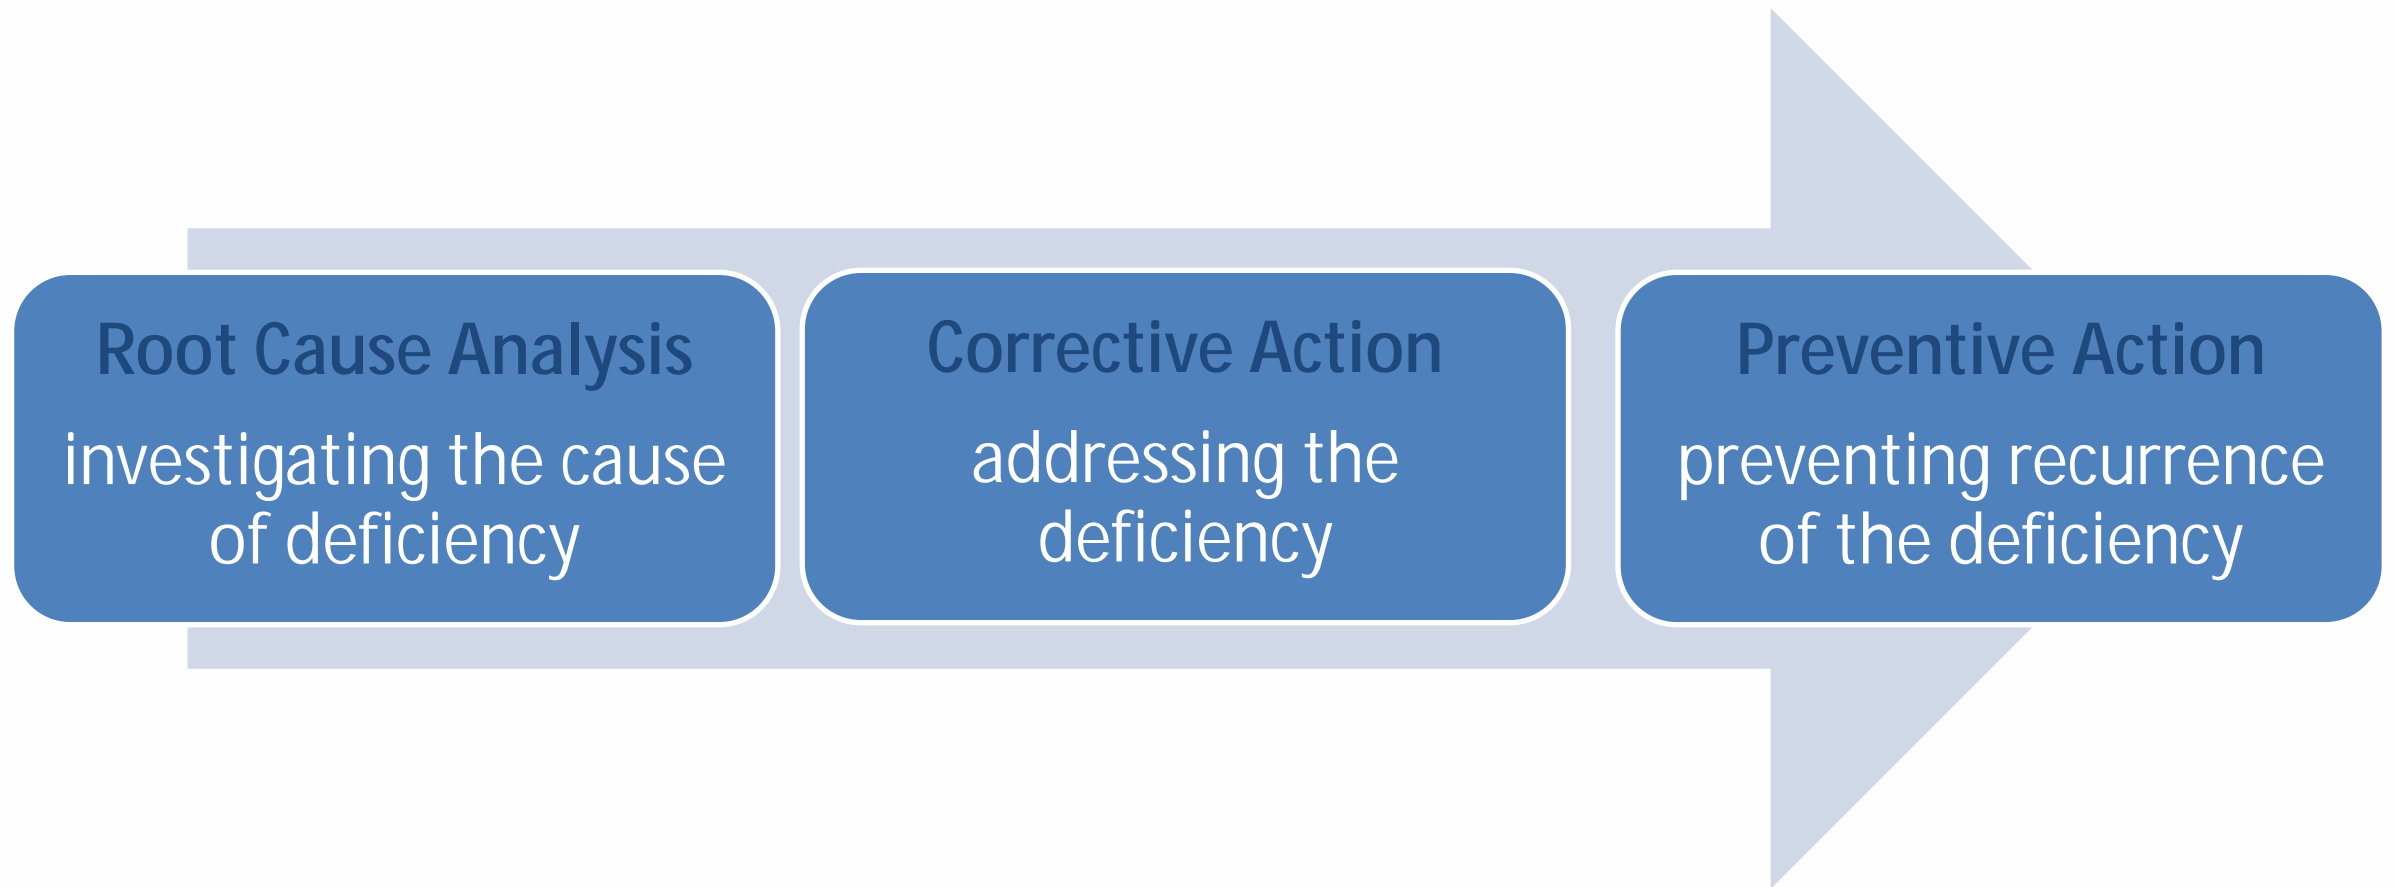 Root Cause Analysis
investigating the cause
of deficiency
Corrective Action
addressing the
deficiency
Preventive Action
preventing recurrence
of the deficiency